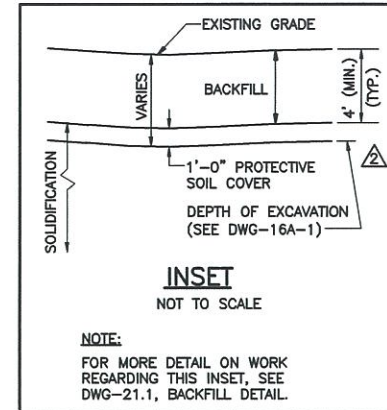 EXISTING GRADE
VARIES
BACKFILL
4' (MIN.)
(TYP.)
2
1'-0" PROTECTIVE
SOIL COVER
SOLIDIFICATION
DEPTH OF EXCAVATION
(SEE DWG-16A-1)
INSET
NOT TO SCALE
NOTE:
FOR MORE DETAIL ON WORK
REGARDING THIS INSET, SEE
DWG-21.1, BACKFILL DETAIL.